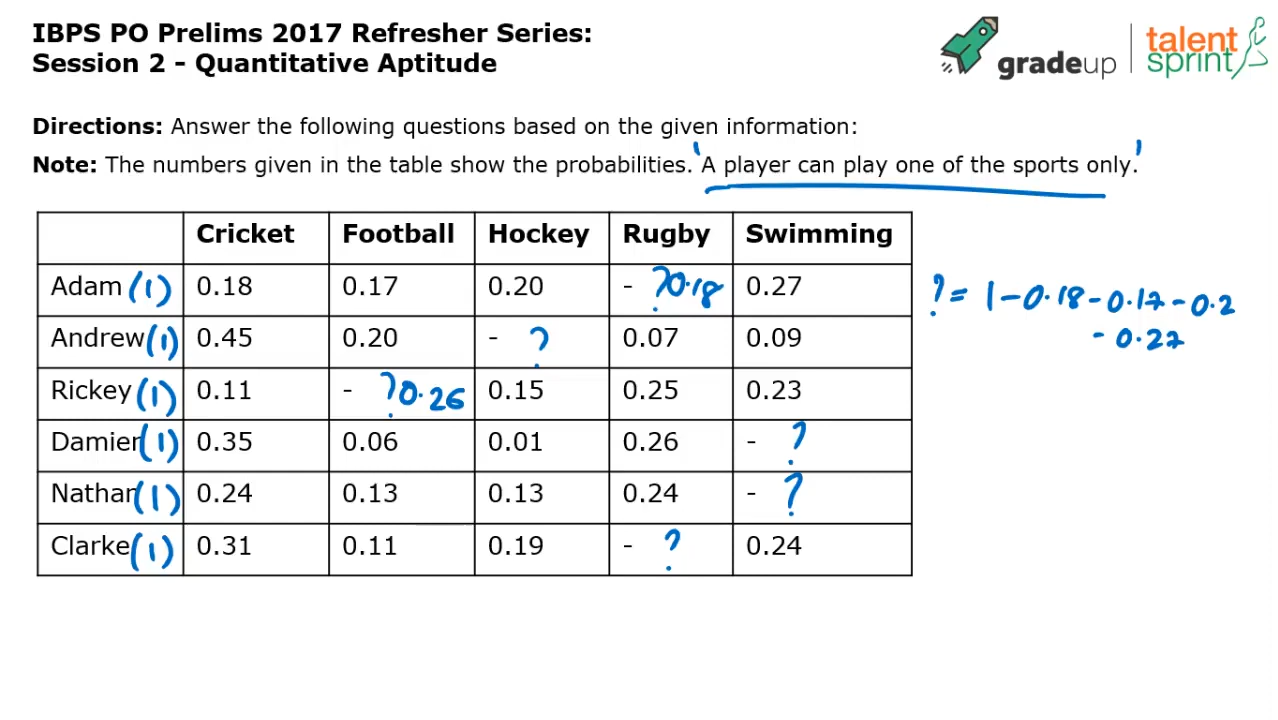 IBPS PO Prelims 2017 Refresher Series:
Session 2 - Quantitative Aptitude
gradeup
talent
sprint
Directions: Answer the following questions based on the given information:
Note: The numbers given in the table show the probabilities. 'A player can play one of the sports only.'
Cricket Football Hockey Rugby Swimming
Adam (1) 0.18 0.17 0.20 - ?0.18 0.27
? = 1-0.18-0.17-0.2
-0.27
Andrew (1) 0.45 0.20 - ? 0.07 0.09
Rickey (1) 0.11 - ?0.26 0.15 0.25 0.23
Damier (1) 0.35 0.06 0.01 0.26 - ?
Nathan (1) 0.24 0.13 0.13 0.24 - ?
Clarke (1) 0.31 0.11 0.19 - ? 0.24